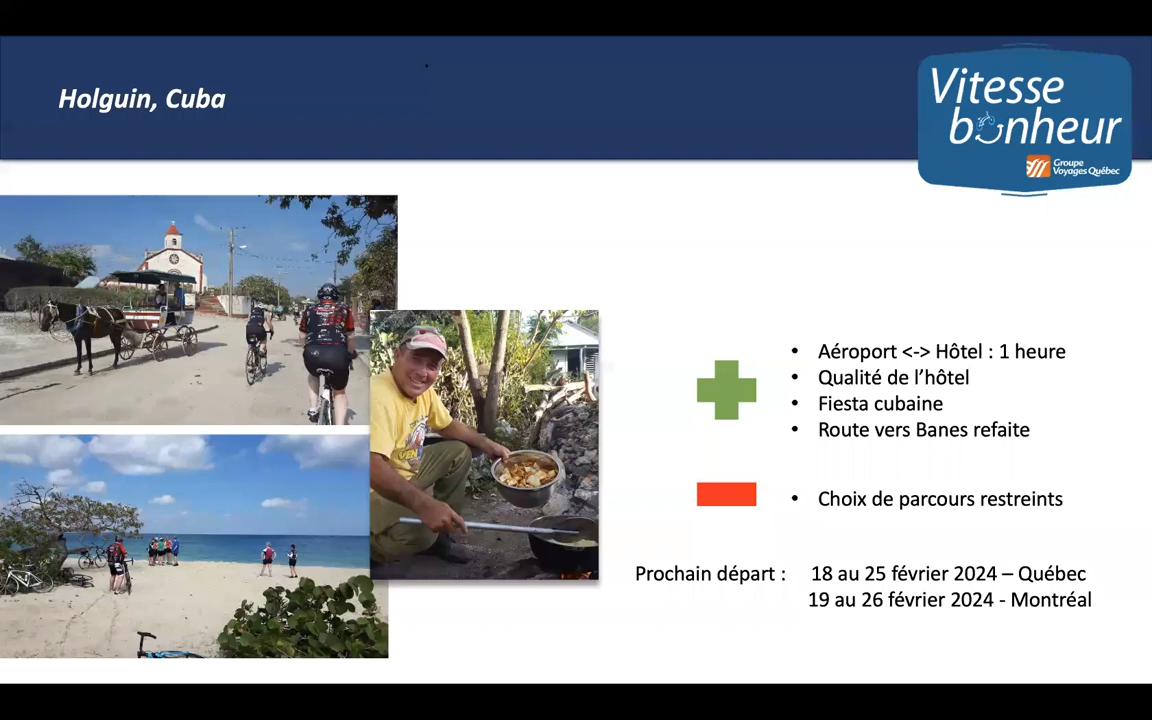 Holguin, Cuba
Vitesse
bonheur
Groupe
Voyages Québec
• Aéroport <-> Hôtel : 1 heure
• Qualité de l’hôtel
• Fiesta cubaine
• Route vers Banes refaite
• Choix de parcours restreints
Prochain départ : 18 au 25 février 2024 – Québec
19 au 26 février 2024 - Montréal